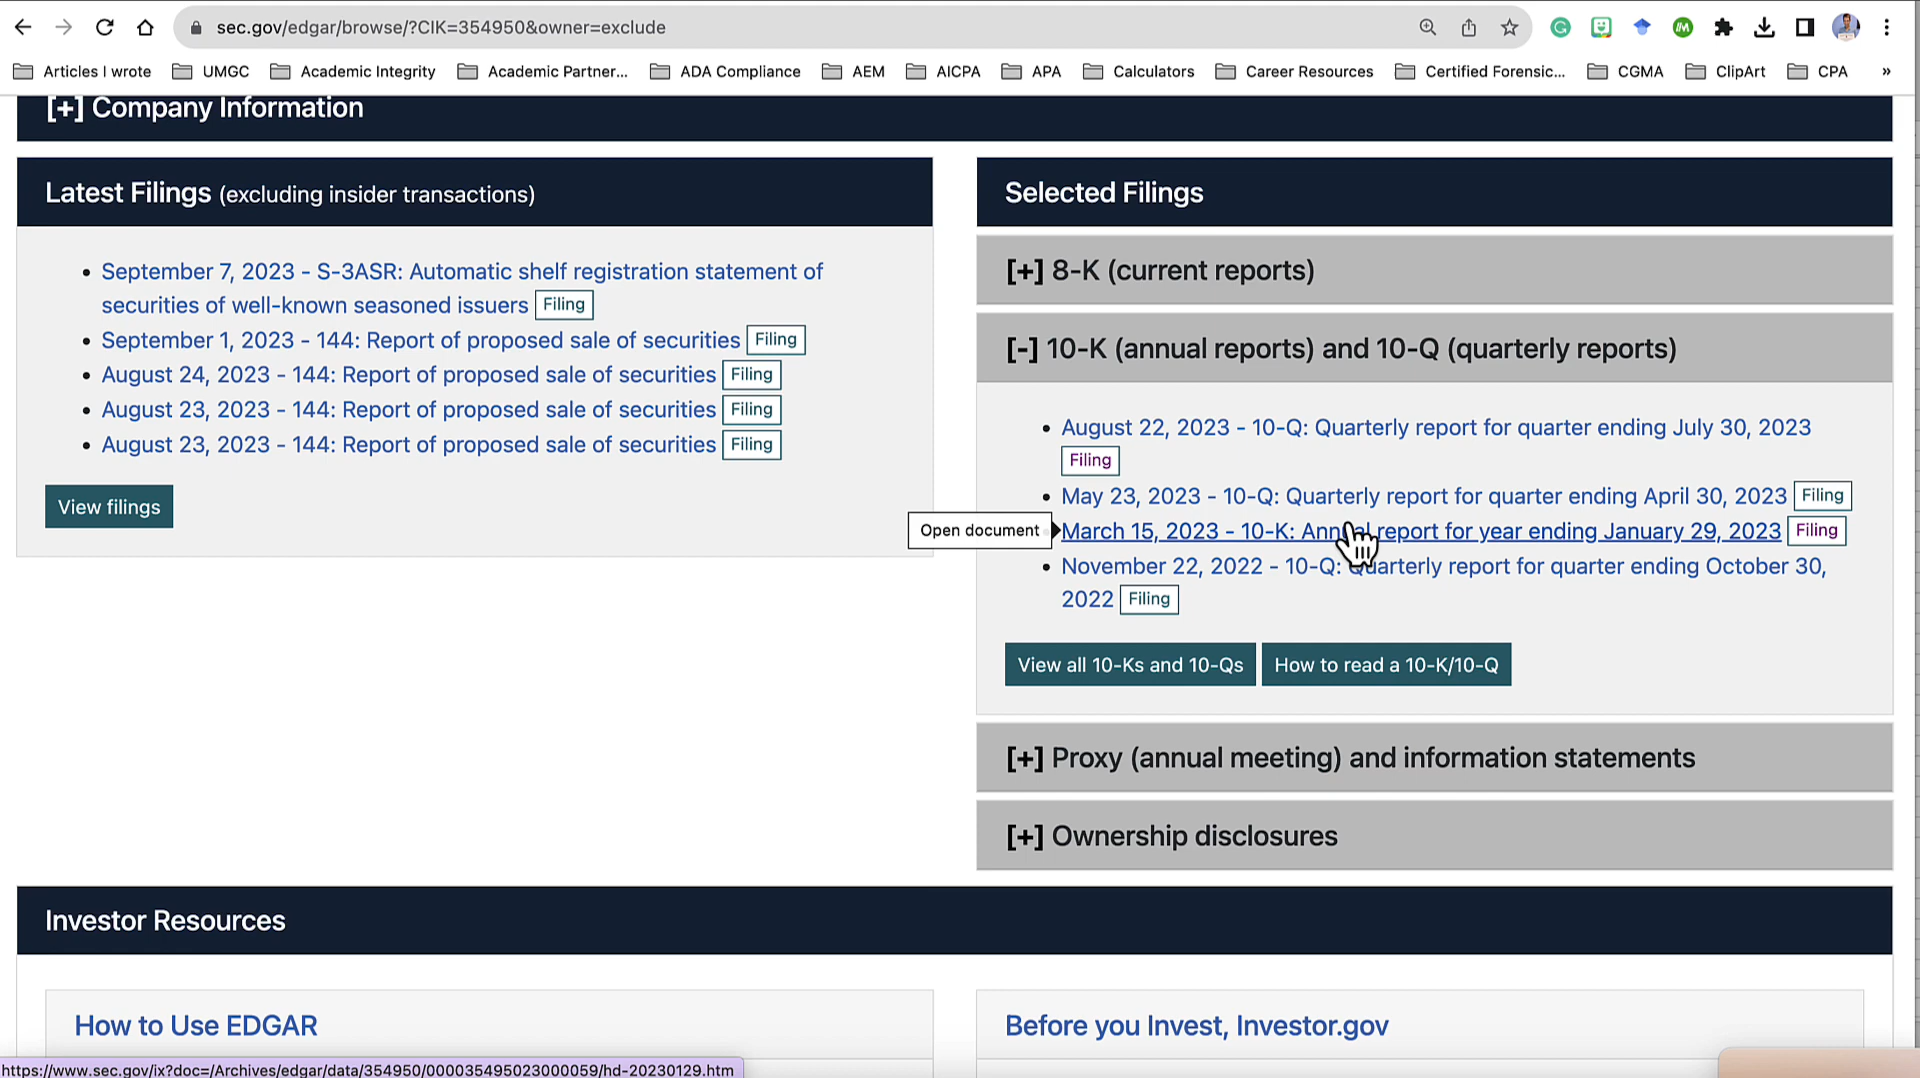 sec.gov/edgar/browse/?CIK=354950&owner=exclude
Articles I wrote UMGC Academic Integrity Academic Partner... ADA Compliance AEM AICPA APA Calculators Career Resources Certified Forensic... CGMA ClipArt CPA »
[+] Company Information
Latest Filings (excluding insider transactions)
September 7, 2023 - S-3ASR: Automatic shelf registration statement of
securities of well-known seasoned issuers Filing
September 1, 2023 - 144: Report of proposed sale of securities Filing
August 24, 2023 - 144: Report of proposed sale of securities Filing
August 23, 2023 - 144: Report of proposed sale of securities Filing
August 23, 2023 - 144: Report of proposed sale of securities Filing
View filings
Selected Filings
[+] 8-K (current reports)
[-] 10-K (annual reports) and 10-Q (quarterly reports)
August 22, 2023 - 10-Q: Quarterly report for quarter ending July 30, 2023
Filing
May 23, 2023 - 10-Q: Quarterly report for quarter ending April 30, 2023 Filing
Open document
March 15, 2023 - 10-K: Annual report for year ending January 29, 2023 Filing
November 22, 2022 - 10-Q: Quarterly report for quarter ending October 30,
2022 Filing
View all 10-Ks and 10-Qs How to read a 10-K/10-Q
[+] Proxy (annual meeting) and information statements
[+] Ownership disclosures
Investor Resources
How to Use EDGAR
Before you Invest, Investor.gov
https://www.sec.gov/ix?doc=/Archives/edgar/data/354950/000035495023000059/hd-20230129.htm